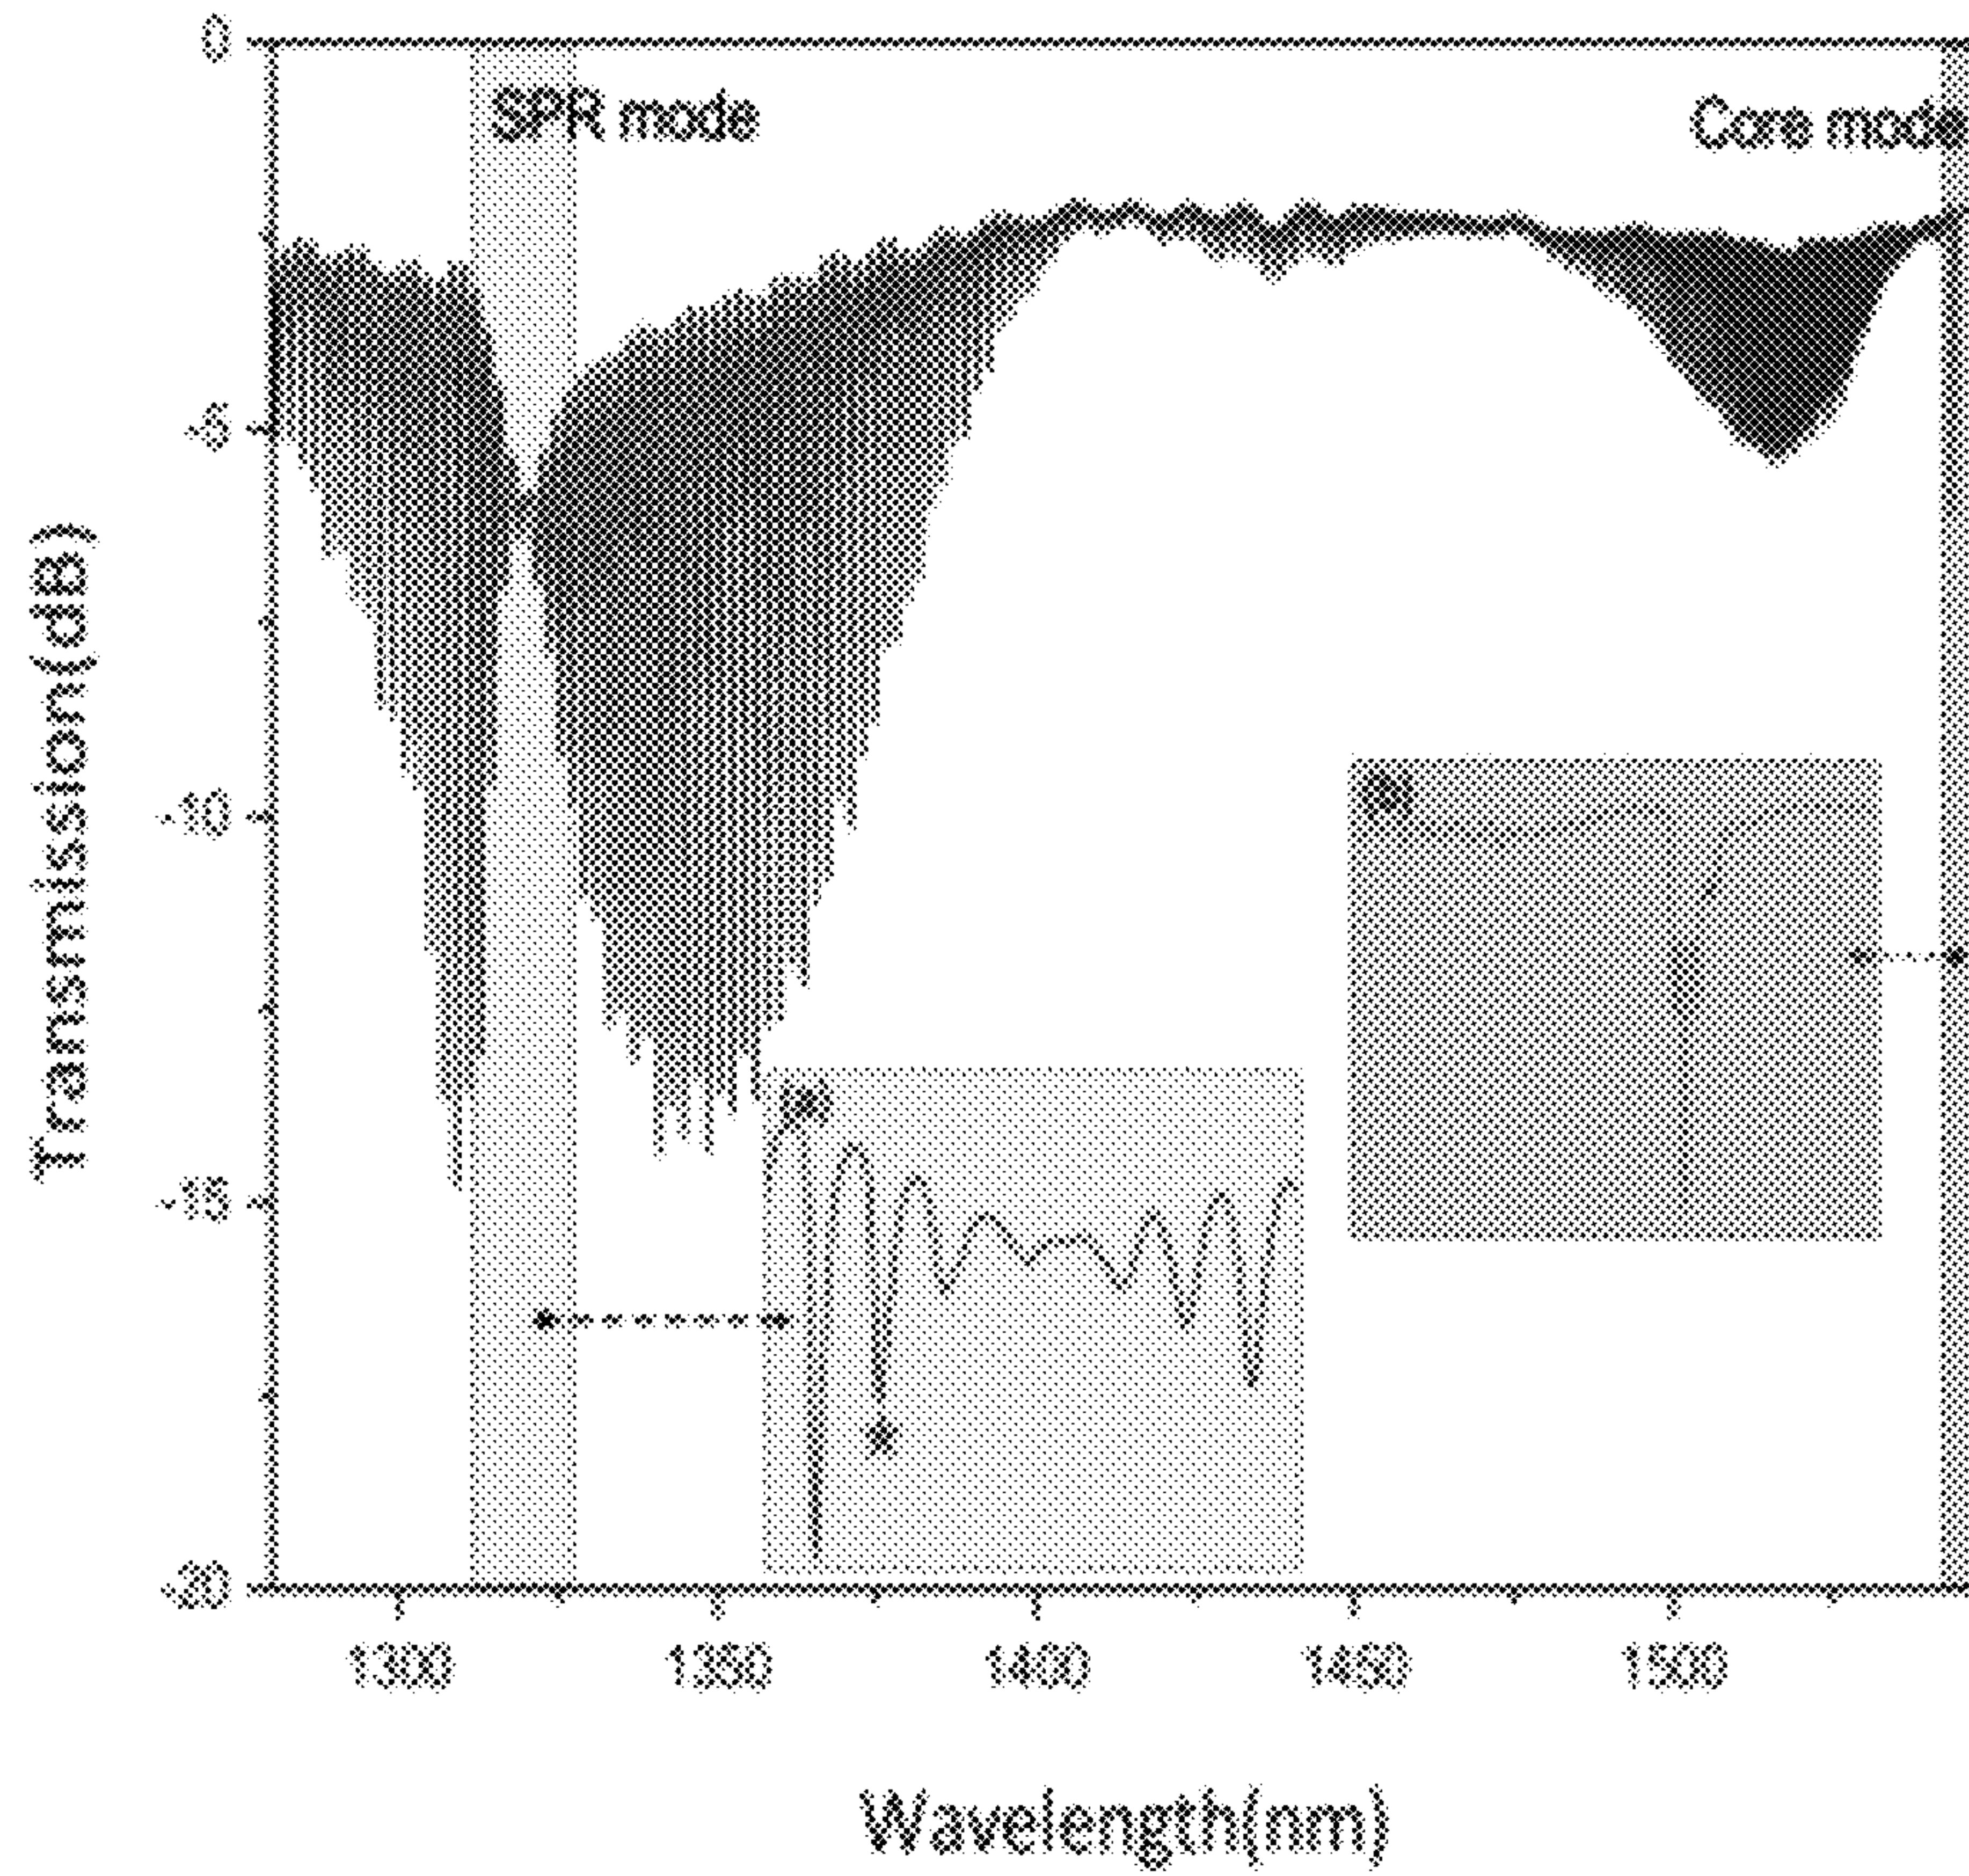 0
SPR mode
Core mode
-5
-10
-15
-20
Transmission(dB)
1300
1350
1400
1450
1500
Wavelength(nm)